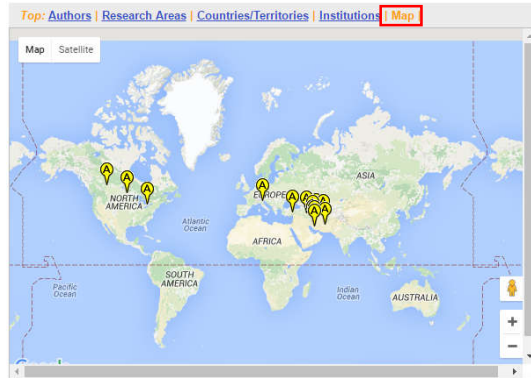 Top: Authors | Research Areas | Countries/Territories | Institutions | Map
Map Satellite
A
A
A
NORTH
AMERICA
Atlantic
Ocean
A
EUROPE
A
A
A
A
A
ASIA
AFRICA
Pacific
Ocean
SOUTH
AMERICA
Indian
Ocean
AUSTRALIA
+
−
Google